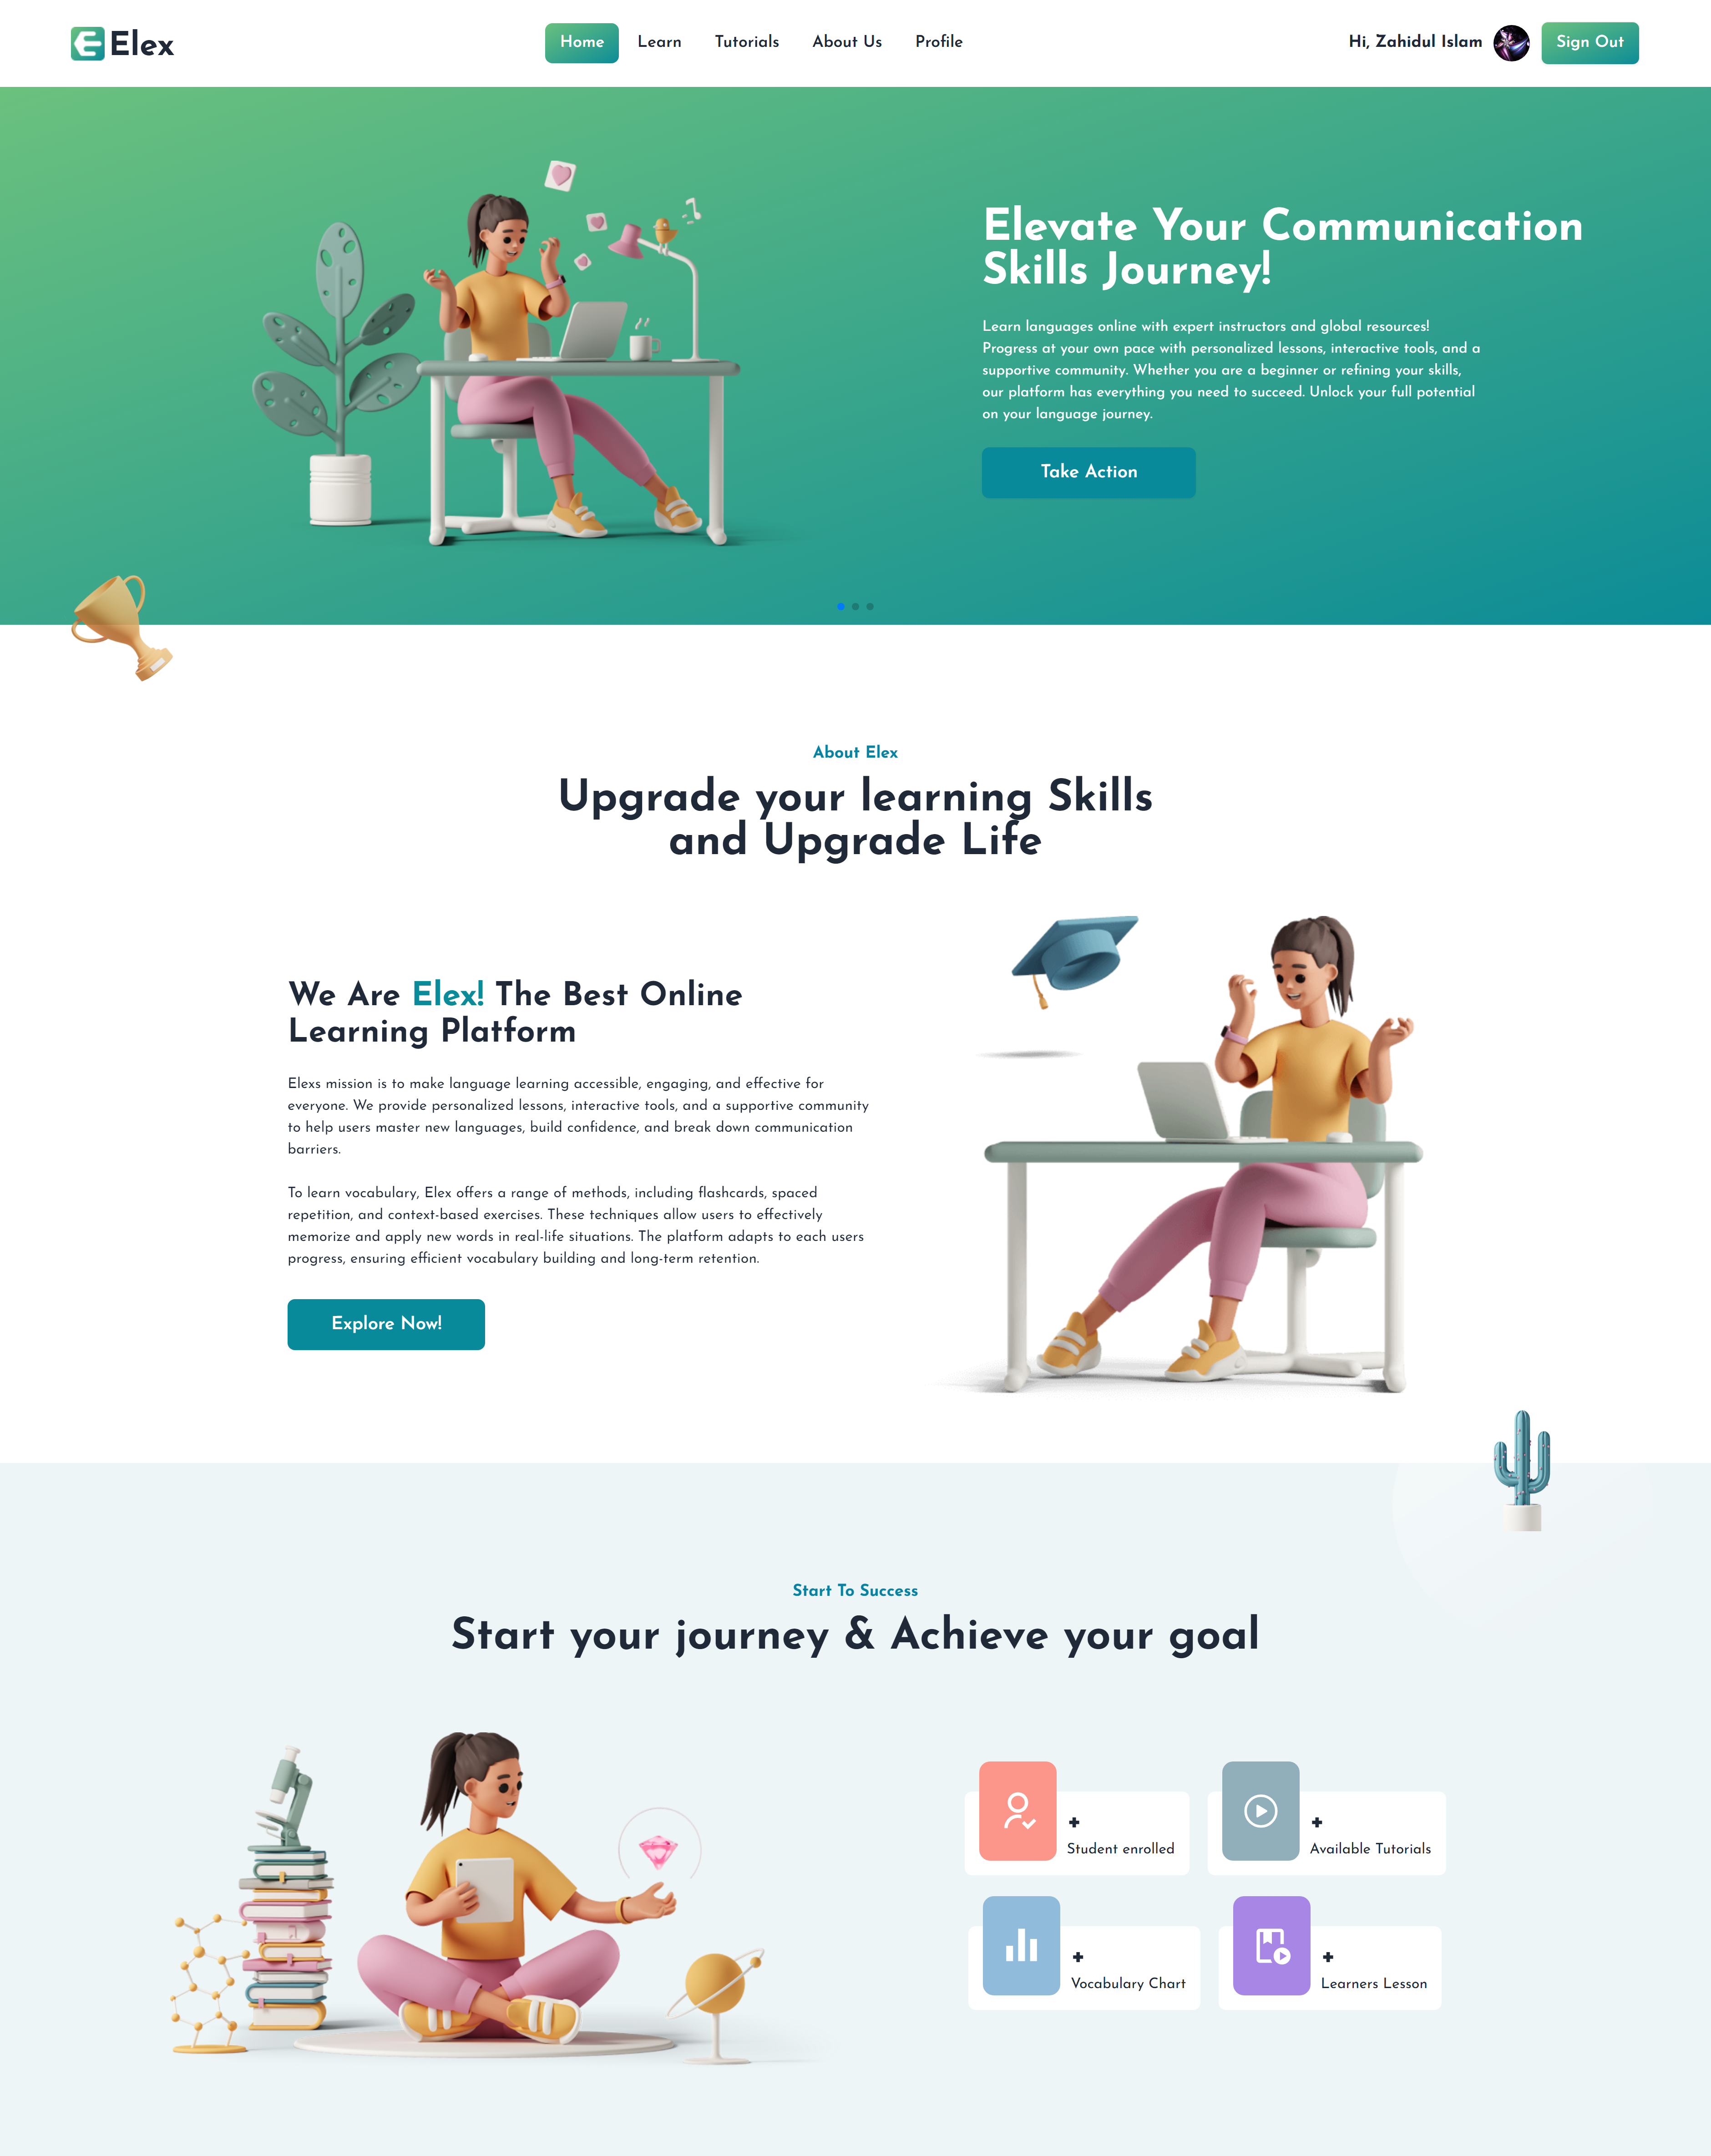 Elex
Home
Learn
Tutorials
About Us
Profile
Hi, Zahidul Islam
Sign Out
Elevate Your Communication
Skills Journey!
Learn languages online with expert instructors and global resources!
Progress at your own pace with personalized lessons, interactive tools, and a
supportive community. Whether you are a beginner or refining your skills,
our platform has everything you need to succeed. Unlock your full potential
on your language journey.
Take Action
About Elex
Upgrade your learning Skills
and Upgrade Life
We Are Elex! The Best Online
Learning Platform
Elexs mission is to make language learning accessible, engaging, and effective for
everyone. We provide personalized lessons, interactive tools, and a supportive community
to help users master new languages, build confidence, and break down communication
barriers.
To learn vocabulary, Elex offers a range of methods, including flashcards, spaced
repetition, and context-based exercises. These techniques allow users to effectively
memorize and apply new words in real-life situations. The platform adapts to each users
progress, ensuring efficient vocabulary building and long-term retention.
Explore Now!
Start To Success
Start your journey & Achieve your goal
+
Student enrolled
+
Available Tutorials
+
Vocabulary Chart
+
Learners Lesson